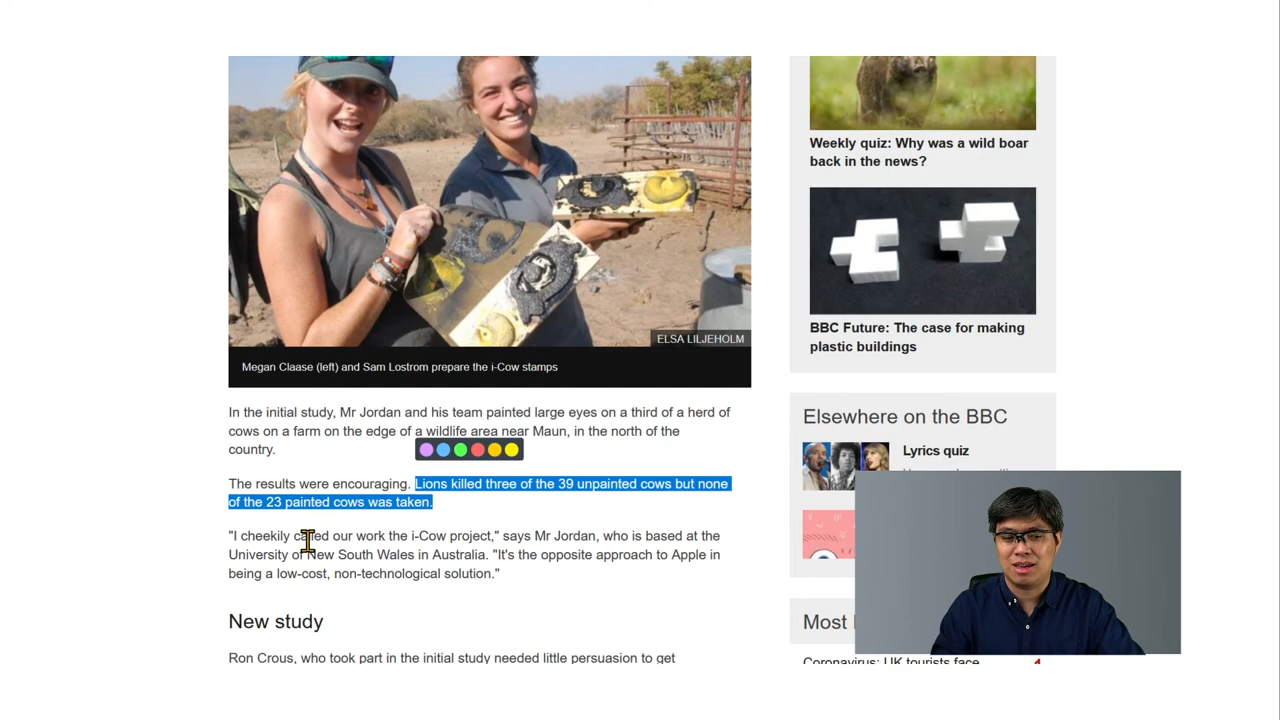 ELSA LILJEHOLM
Megan Claase (left) and Sam Lostrom prepare the i-Cow stamps
In the initial study, Mr Jordan and his team painted large eyes on a third of a herd of
cows on a farm on the edge of a wildlife area near Maun, in the north of the
country.
The results were encouraging. Lions killed three of the 39 unpainted cows but none
of the 23 painted cows was taken.
"I cheekily called our work the i-Cow project," says Mr Jordan, who is based at the
University of New South Wales in Australia. "It's the opposite approach to Apple in
being a low-cost, non-technological solution."
New study
Ron Crous, who took part in the initial study needed little persuasion to get
Weekly quiz: Why was a wild boar
back in the news?
BBC Future: The case for making
plastic buildings
Elsewhere on the BBC
Lyrics quiz
Most
Coronavirus: UK tourists face